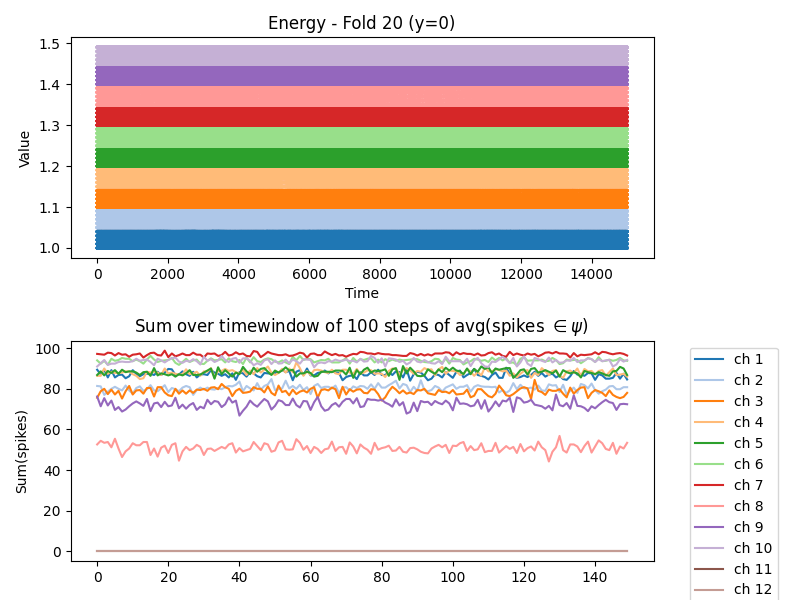 Energy - Fold 20 (y=0)
1.5
1.4
1.3
1.2
1.1
1.0
Value
0 2000 4000 6000 8000 10000 12000 14000
Time
Sum over timewindow of 100 steps of avg(spikes ∈ ψ)
100
80
60
40
20
0
Sum(spikes)
0 20 40 60 80 100 120 140
ch 1
ch 2
ch 3
ch 4
ch 5
ch 6
ch 7
ch 8
ch 9
ch 10
ch 11
ch 12